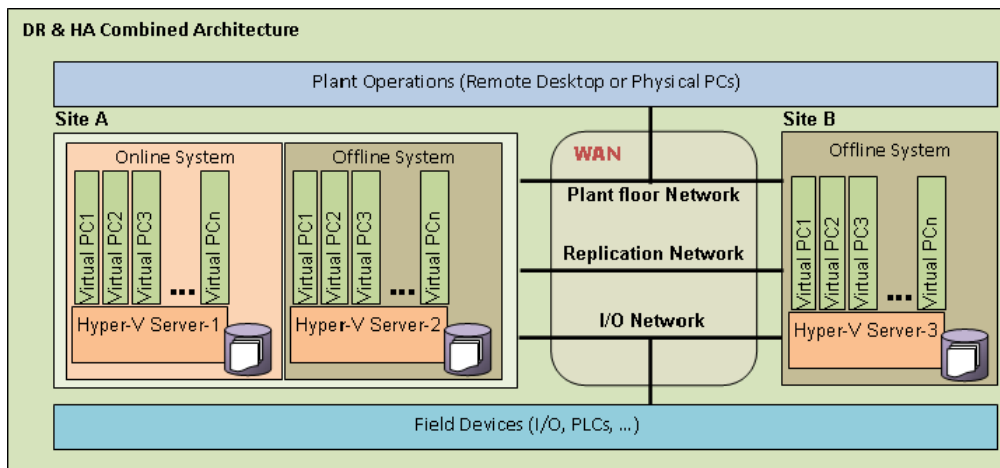 DR & HA Combined Architecture
Plant Operations (Remote Desktop or Physical PCs)
Site A
Online System
Virtual PC1
Virtual PC2
Virtual PC3
...
Virtual PCn
Hyper-V Server-1
Offline System
Virtual PC1
Virtual PC2
Virtual PC3
...
Virtual PCn
Hyper-V Server-2
WAN
Plant floor Network
Replication Network
I/O Network
Site B
Offline System
Virtual PC1
Virtual PC2
Virtual PC3
...
Virtual PCn
Hyper-V Server-3
Field Devices (I/O, PLCs, ...)